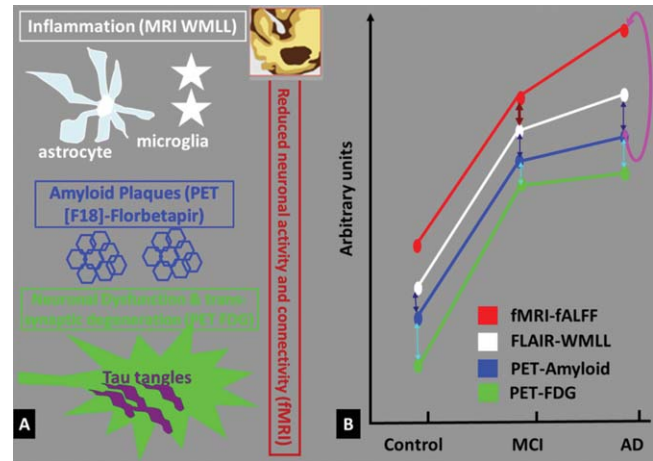 Inflammation (MRI WMLL)
astrocyte
microglia
Amyloid Plaques (PET
[F18]-Florbetapir)
Neuronal Dysfunction & trans-
synaptic degeneration (PET FDG)
Tau tangles
A
Reduced neuronal activity and connectivity (fMRI)
Arbitrary units
fMRI-fALFF
FLAIR-WMLL
PET-Amyloid
PET-FDG
B
Control
MCI
AD